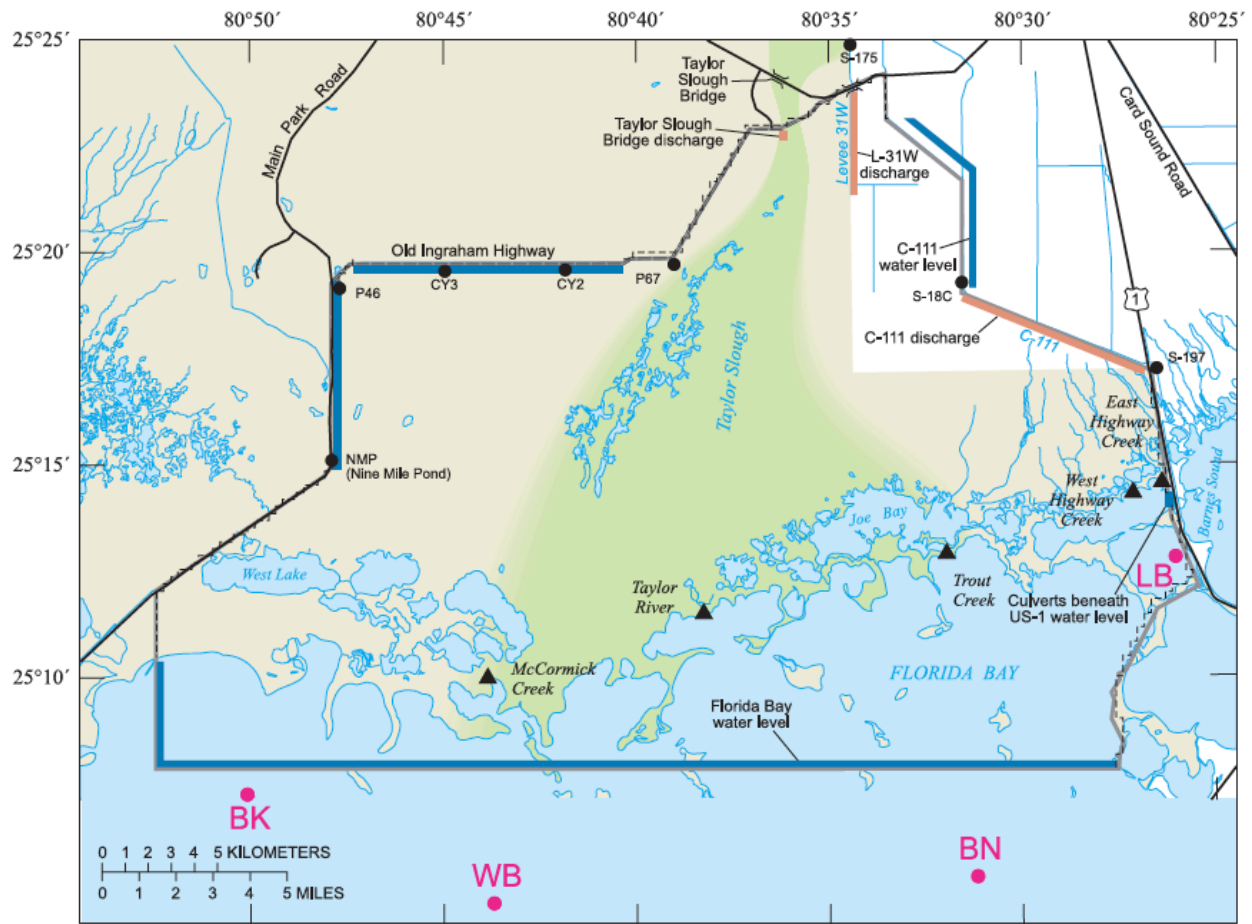 80°50′ 80°45′ 80°40′ 80°35′ 80°30′ 80°25′
25°25′
S-175
Taylor
Slough
Bridge
Main Park Road
Card Sound Road
Taylor Slough
Bridge discharge
Levee 31W
L-31W
discharge
25°20′
Old Ingraham Highway
C-111
water level
P46
CY3
CY2
P67
S-18C
1
C-111 discharge
C-111
S-197
Taylor Slough
East
Highway
Creek
25°15′
NMP
(Nine Mile Pond)
West
Highway
Creek
Barnes Sound
Joe Bay
West Lake
LB
Taylor
River
Trout
Creek
Culverts beneath
US-1 water level
25°10′
McCormick
Creek
FLORIDA BAY
Florida Bay
water level
BK
WB
BN
0 1 2 3 4 5 KILOMETERS
0 1 2 3 4 5 MILES